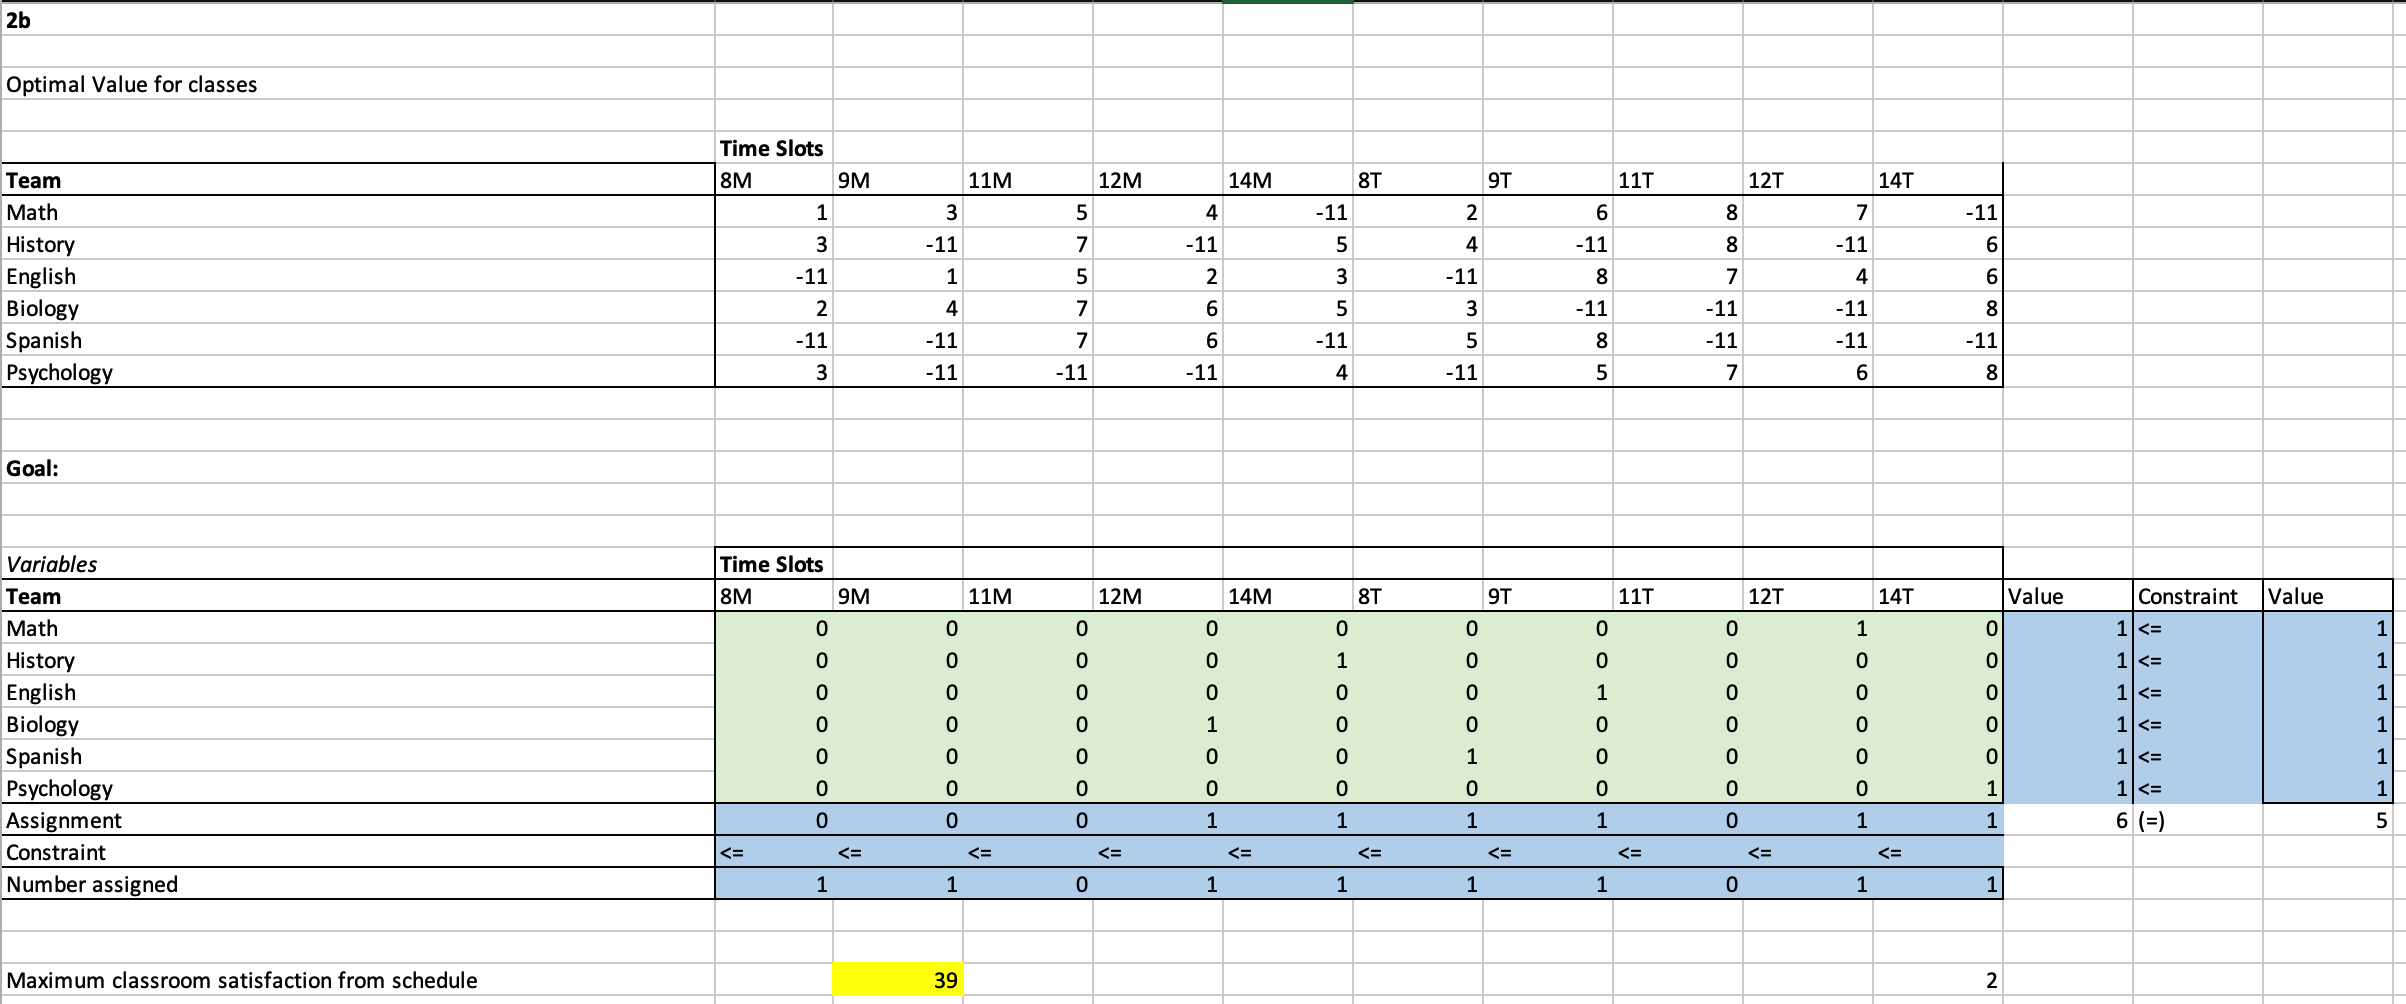 2b
Optimal Value for classes
Time Slots
Team 8M 9M 11M 12M 14M 8T 9T 11T 12T 14T
Math 1 3 5 4 -11 2 6 8 7 -11
History 3 -11 7 -11 5 4 -11 8 -11 6
English -11 1 5 2 3 -11 8 7 4 6
Biology 2 4 7 6 5 3 -11 -11 -11 8
Spanish -11 -11 7 6 -11 5 8 -11 -11 -11
Psychology 3 -11 -11 -11 4 -11 5 7 6 8
Goal:
Variables Time Slots
Team 8M 9M 11M 12M 14M 8T 9T 11T 12T 14T Value Constraint Value
Math 0 0 0 0 0 0 0 0 1 0 1 <= 1
History 0 0 0 0 1 0 0 0 0 0 1 <= 1
English 0 0 0 0 0 0 1 0 0 0 1 <= 1
Biology 0 0 0 1 0 0 0 0 0 0 1 <= 1
Spanish 0 0 0 0 0 1 0 0 0 0 1 <= 1
Psychology 0 0 0 0 0 0 0 0 0 1 1 <= 1
Assignment 0 0 0 1 1 1 1 0 1 1 6 (=) 5
Constraint <= <= <= <= <= <= <= <= <= <=
Number assigned 1 1 0 1 1 1 1 0 1 1
Maximum classroom satisfaction from schedule 39 2